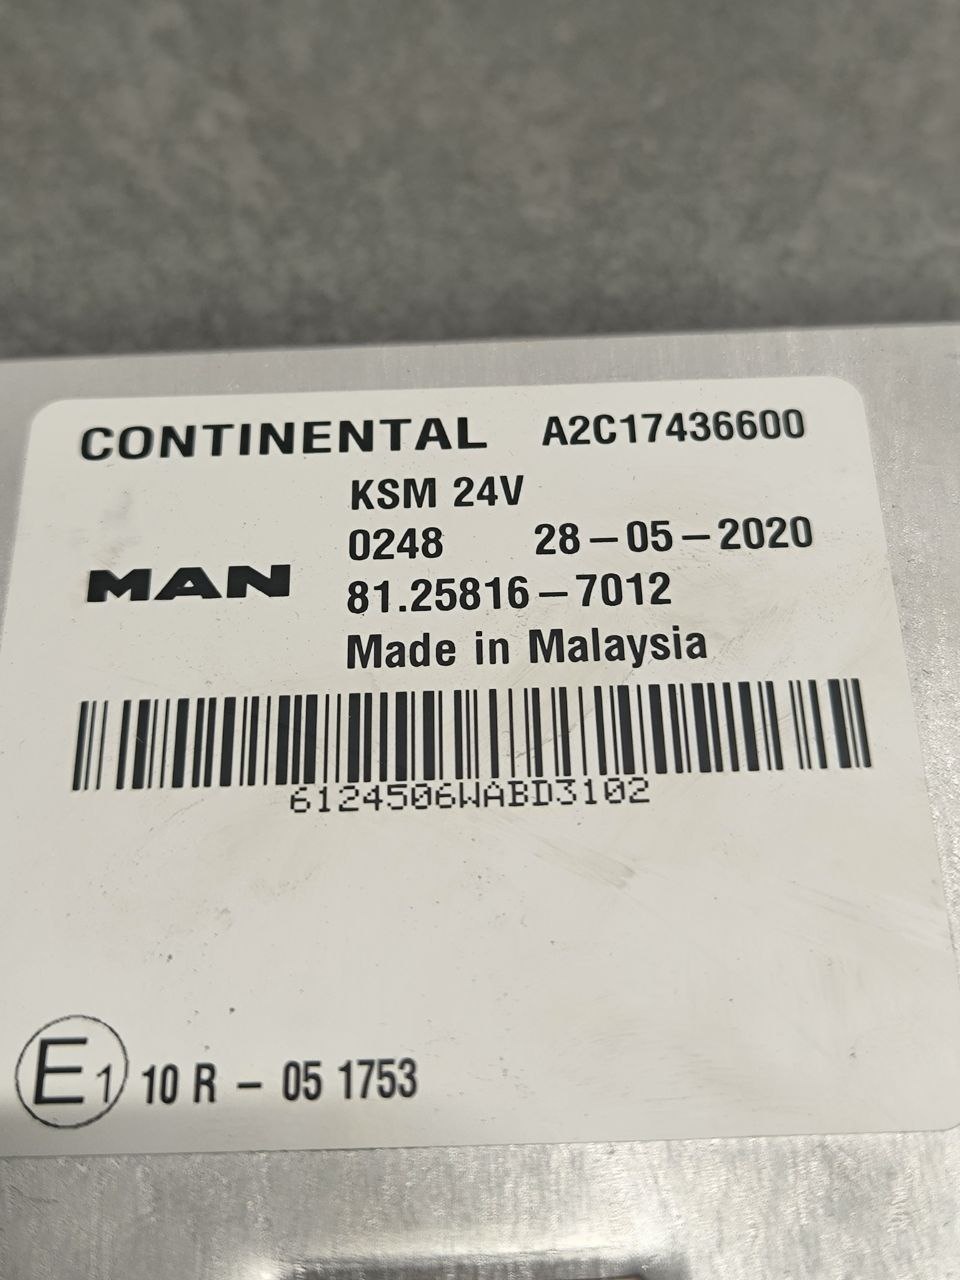 CONTINENTAL A2C17436600
KSM 24V
0248 28-05-2020
MAN 81.25816-7012
Made in Malaysia
6124506WABD3102
E1 10 R - 05 1753